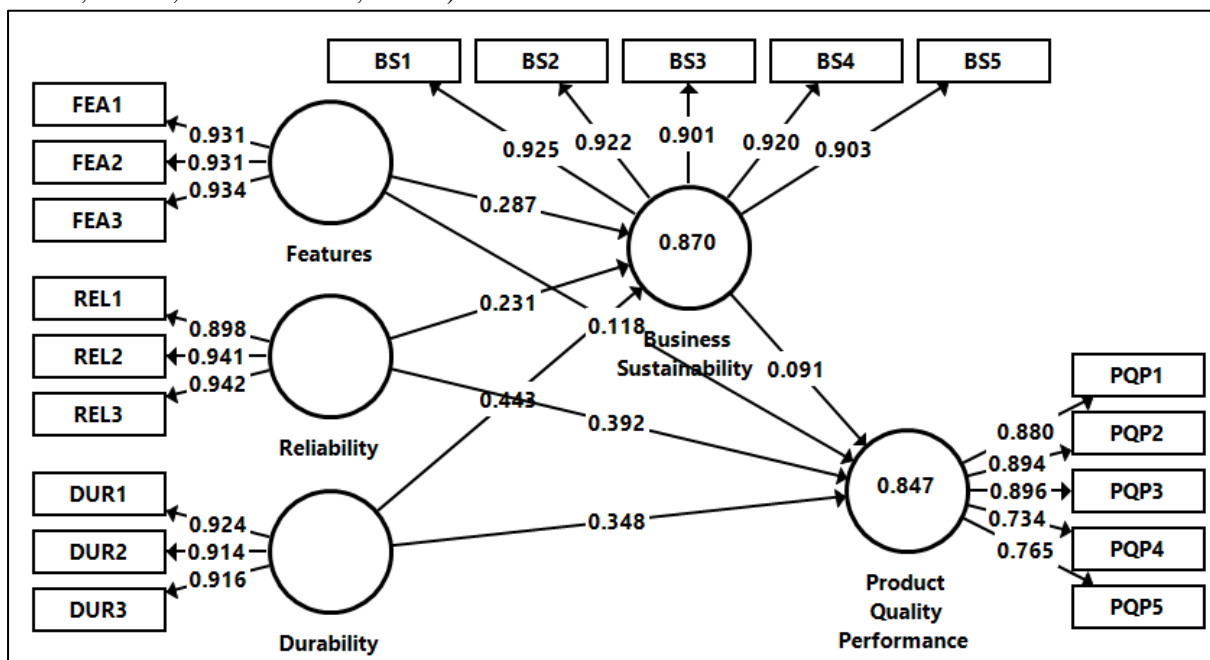 BS1
BS2
BS3
BS4
BS5
FEA1
FEA2
FEA3
0.931
0.931
0.934
Features
0.925
0.922
0.901
0.920
0.903
0.287
0.870
Business
Sustainability
REL1
REL2
REL3
0.898
0.941
0.942
Reliability
0.231
0.118
0.091
0.443
0.392
DUR1
DUR2
DUR3
0.924
0.914
0.916
Durability
0.348
0.847
Product
Quality
Performance
0.880
0.894
0.896
0.734
0.765
PQP1
PQP2
PQP3
PQP4
PQP5